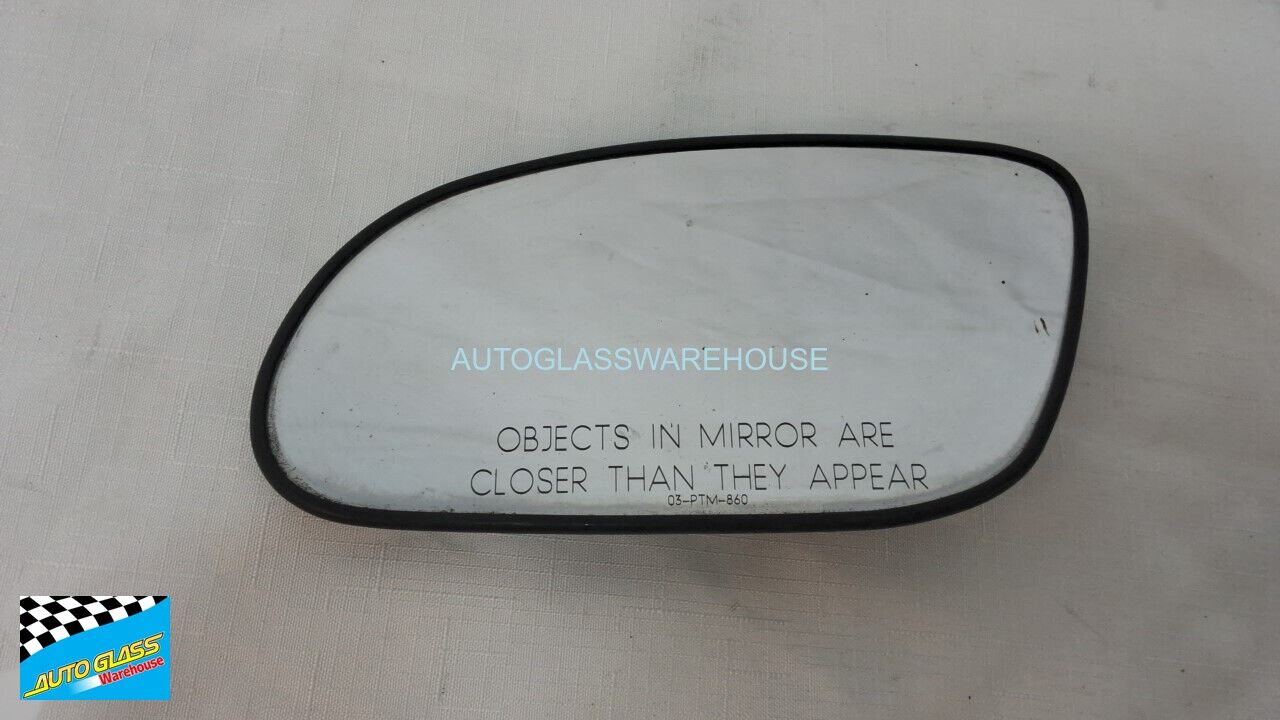 AUTOGLASSWAREHOUSE
OBJECTS IN MIRROR ARE
CLOSER THAN THEY APPEAR
03-PTM-860
AUTO GLASS
Warehouse